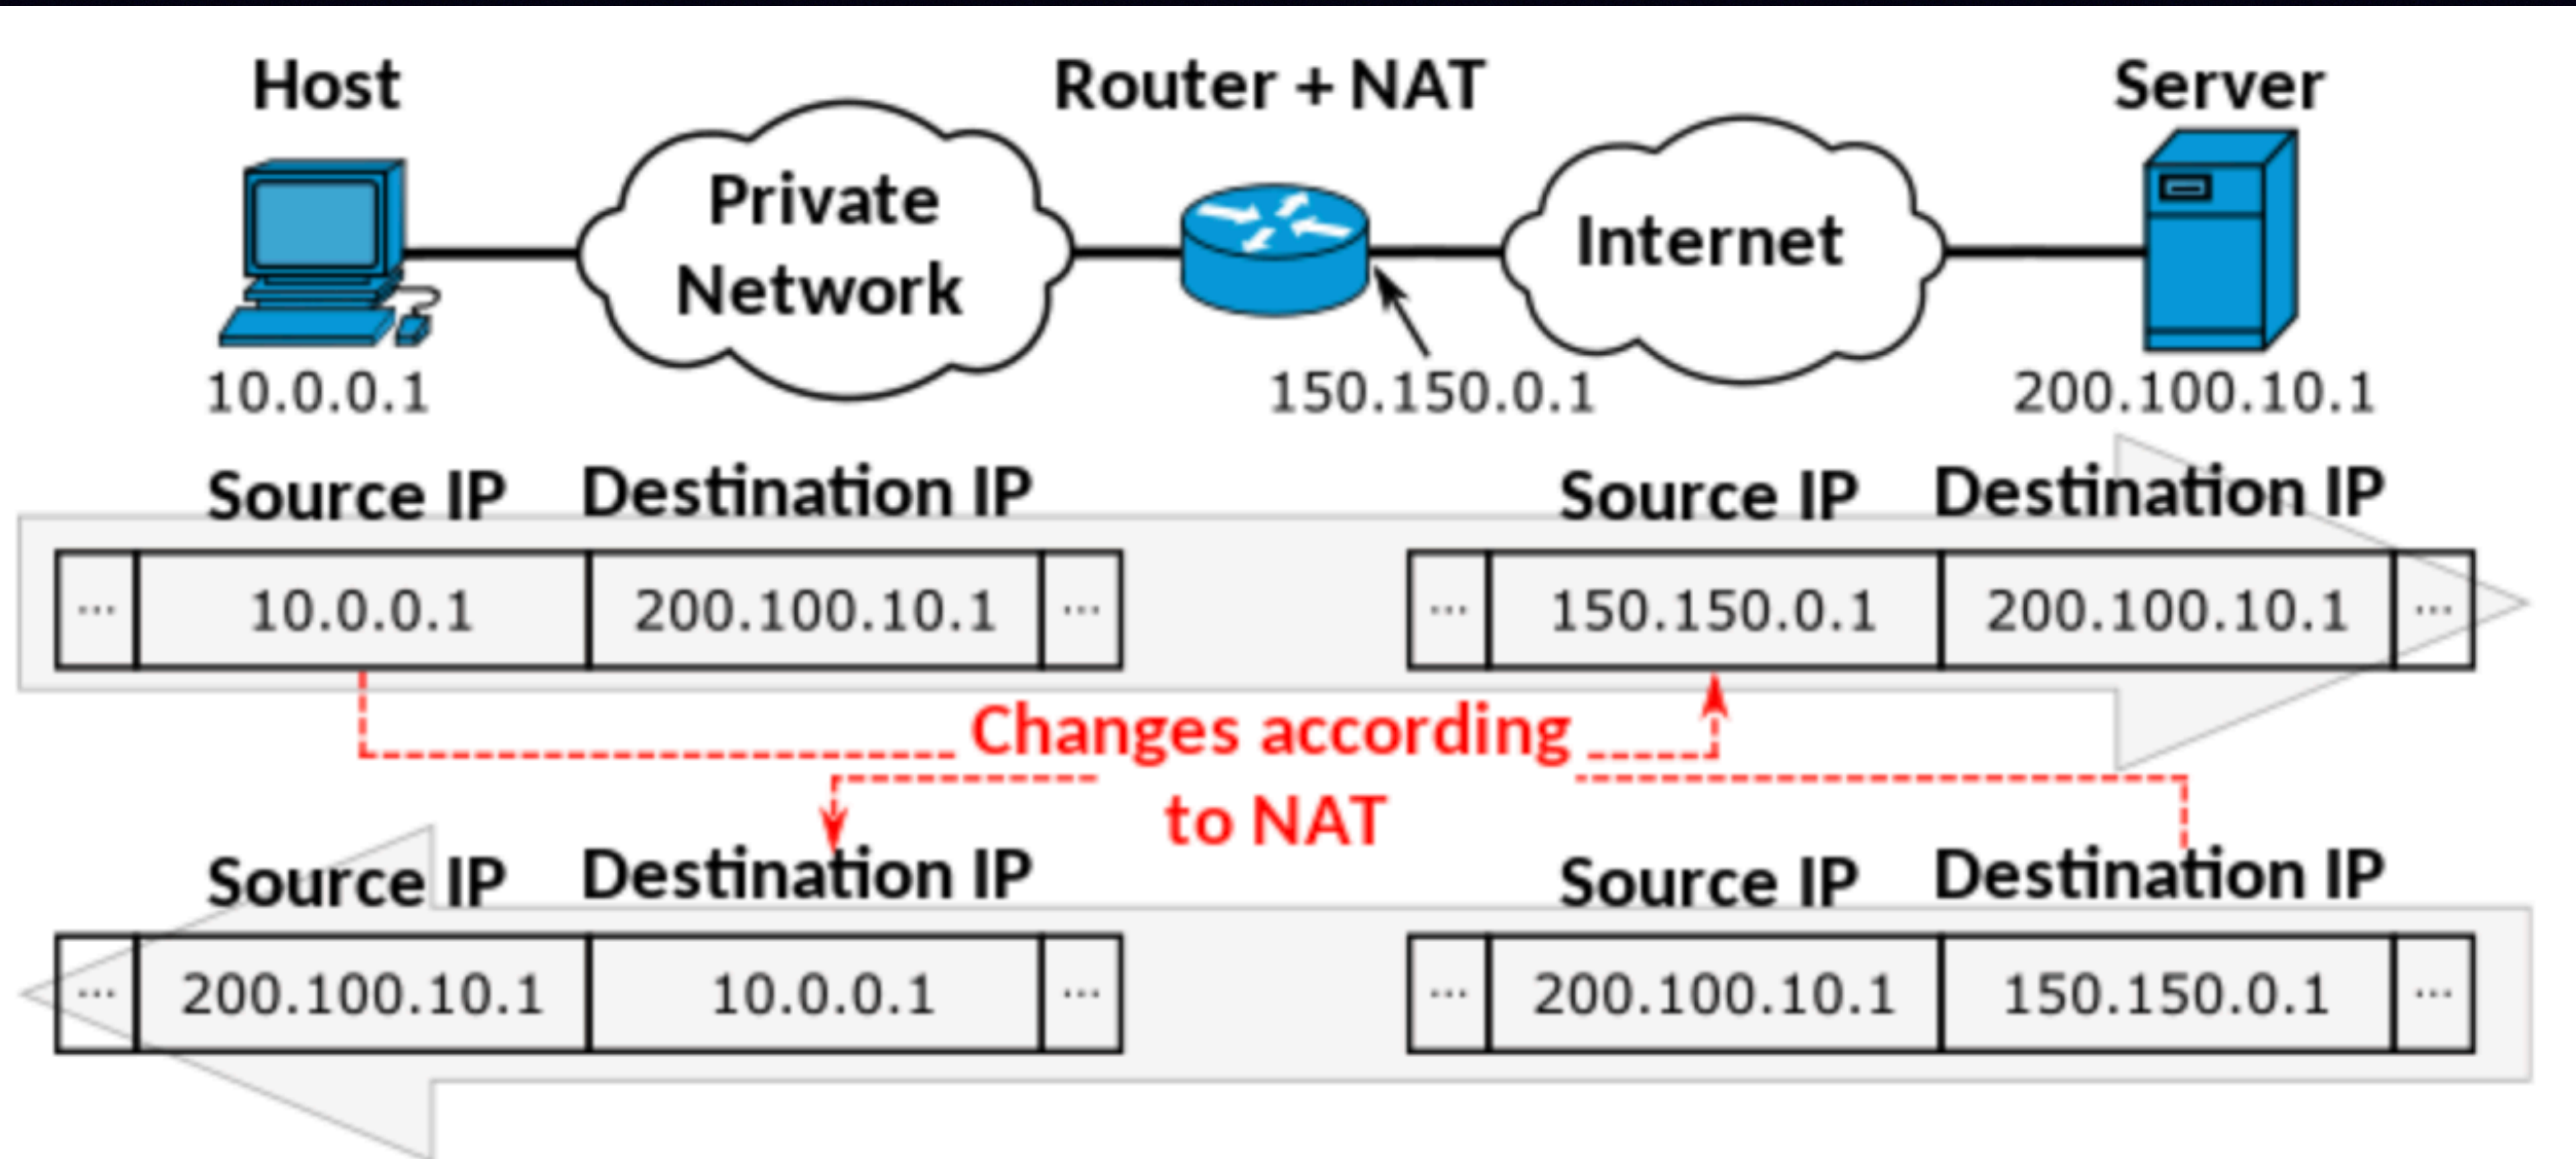 Host
Router + NAT
Server
Private
Network
Internet
10.0.0.1
150.150.0.1
200.100.10.1
Source IP Destination IP
Source IP Destination IP
... 10.0.0.1 200.100.10.1 ...
... 150.150.0.1 200.100.10.1 ...
Changes according
to NAT
Source IP Destination IP
Source IP Destination IP
... 200.100.10.1 10.0.0.1 ...
... 200.100.10.1 150.150.0.1 ...